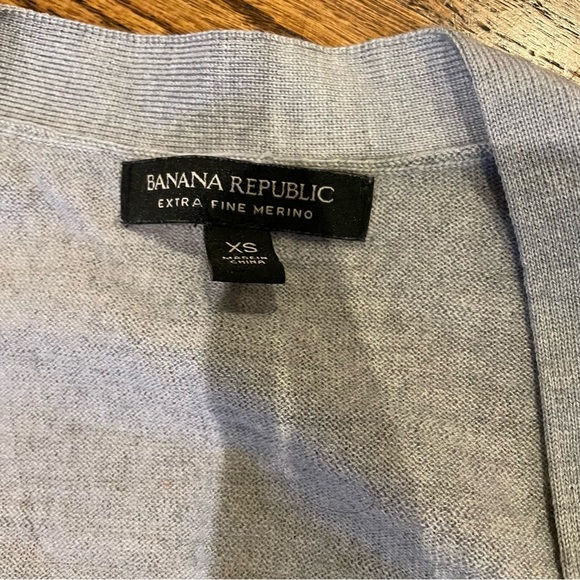 BANANA REPUBLIC
EXTRA FINE MERINO
XS
MADE IN
CHINA